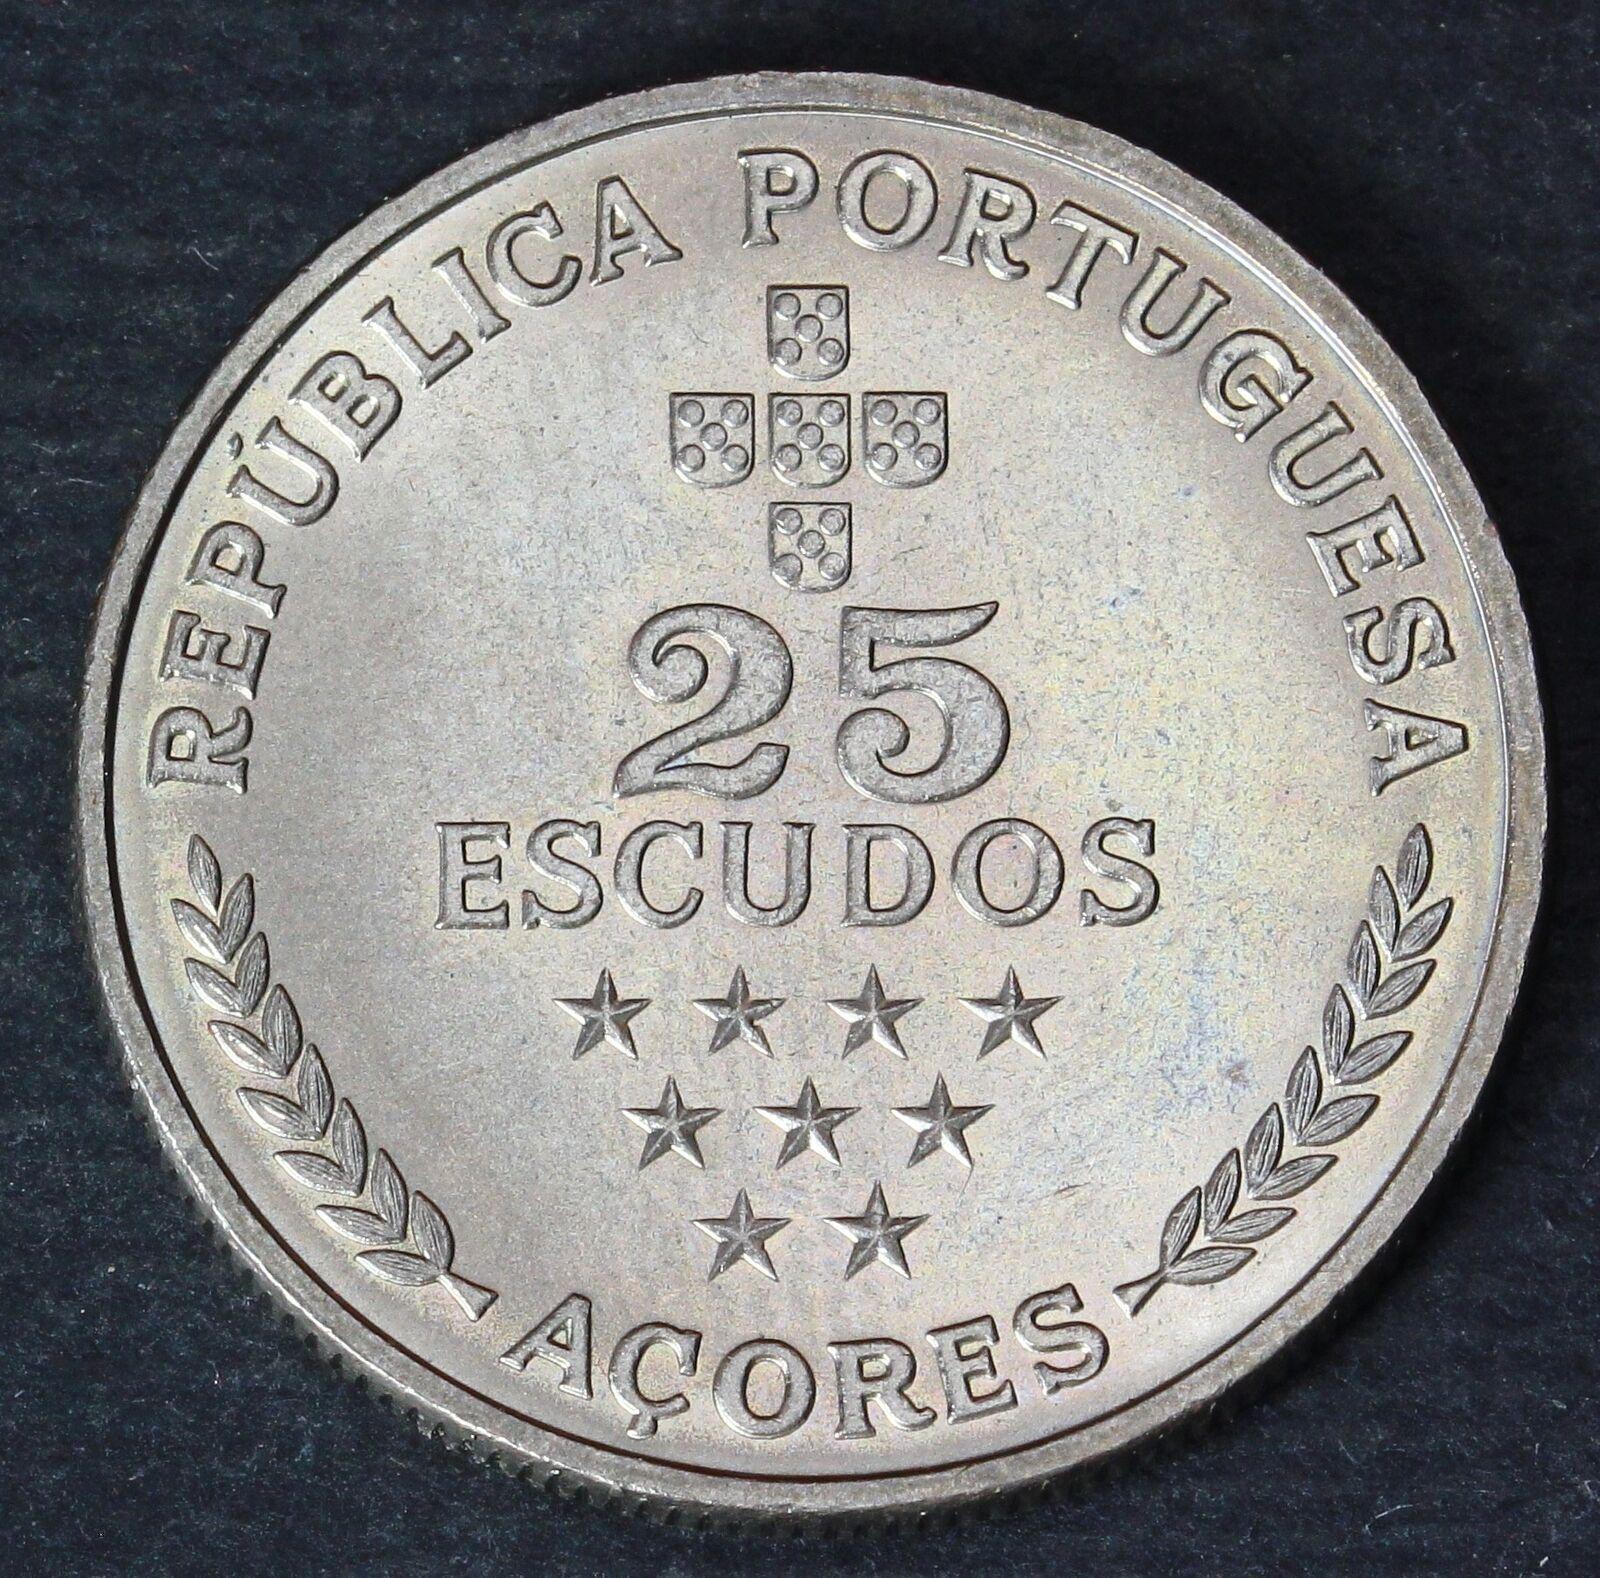 REPÚBLICA PORTUGUESA
25
ESCUDOS
AÇORES